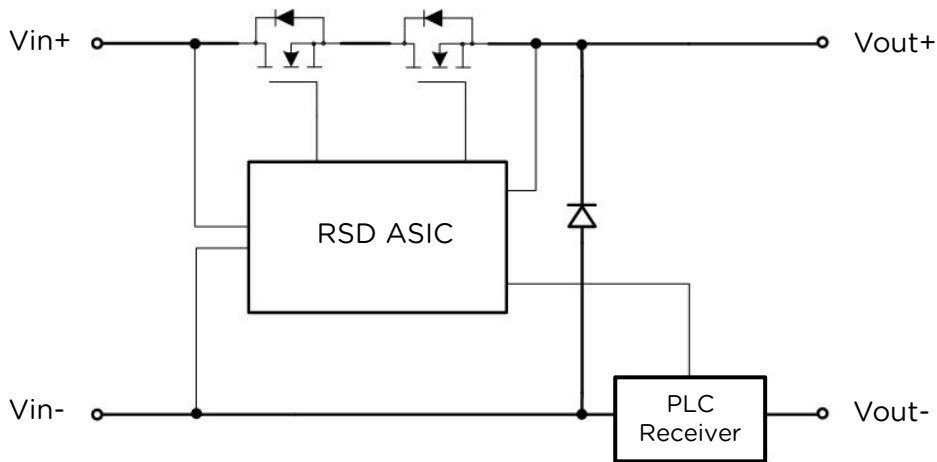 Vin+
Vout+
RSD ASIC
Vin-
PLC
Receiver
Vout-